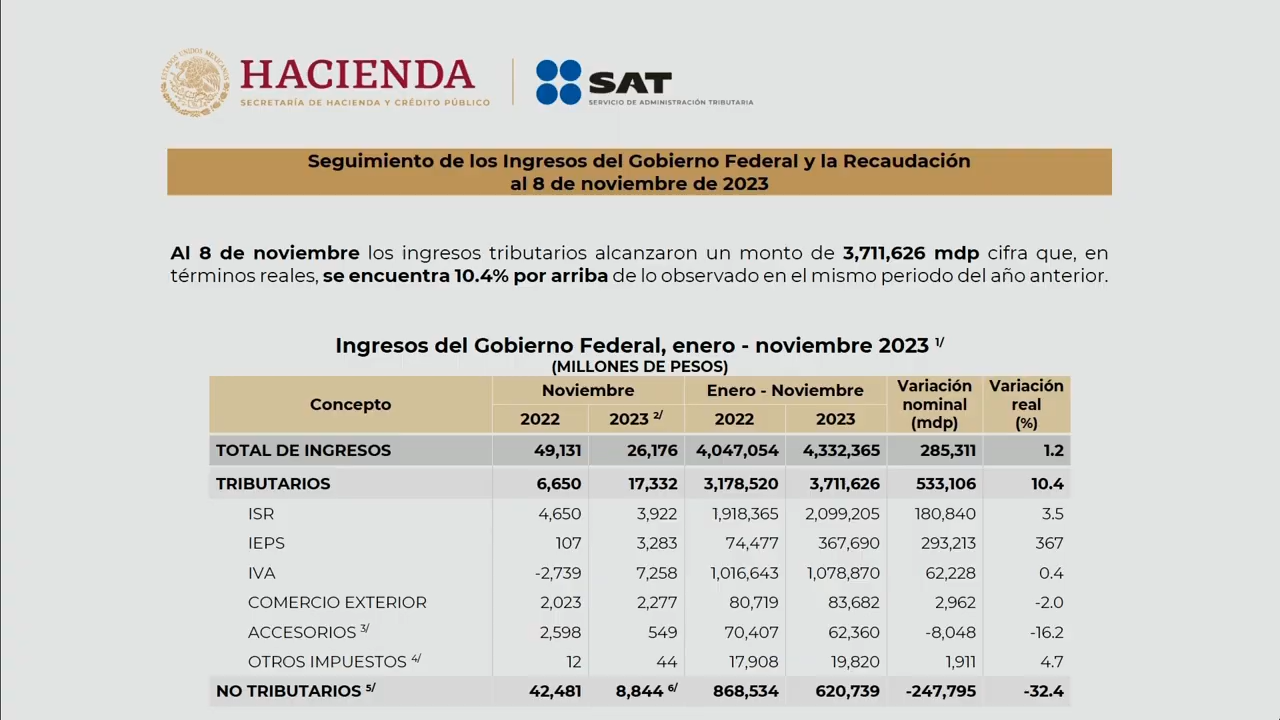 HACIENDA
SECRETARÍA DE HACIENDA Y CRÉDITO PÚBLICO
SAT
SERVICIO DE ADMINISTRACIÓN TRIBUTARIA
Seguimiento de los Ingresos del Gobierno Federal y la Recaudación
al 8 de noviembre de 2023
Al 8 de noviembre los ingresos tributarios alcanzaron un monto de 3,711,626 mdp cifra que, en
términos reales, se encuentra 10.4% por arriba de lo observado en el mismo periodo del año anterior.
Ingresos del Gobierno Federal, enero - noviembre 2023 1/
(MILLONES DE PESOS)
Concepto Noviembre Enero - Noviembre Variación nominal (mdp) Variación real (%)
2022 2023 2/ 2022 2023
TOTAL DE INGRESOS 49,131 26,176 4,047,054 4,332,365 285,311 1.2
TRIBUTARIOS 6,650 17,332 3,178,520 3,711,626 533,106 10.4
ISR 4,650 3,922 1,918,365 2,099,205 180,840 3.5
IEPS 107 3,283 74,477 367,690 293,213 367
IVA -2,739 7,258 1,016,643 1,078,870 62,228 0.4
COMERCIO EXTERIOR 2,023 2,277 80,719 83,682 2,962 -2.0
ACCESORIOS 3/ 2,598 549 70,407 62,360 -8,048 -16.2
OTROS IMPUESTOS 4/ 12 44 17,908 19,820 1,911 4.7
NO TRIBUTARIOS 5/ 42,481 8,844 6/ 868,534 620,739 -247,795 -32.4